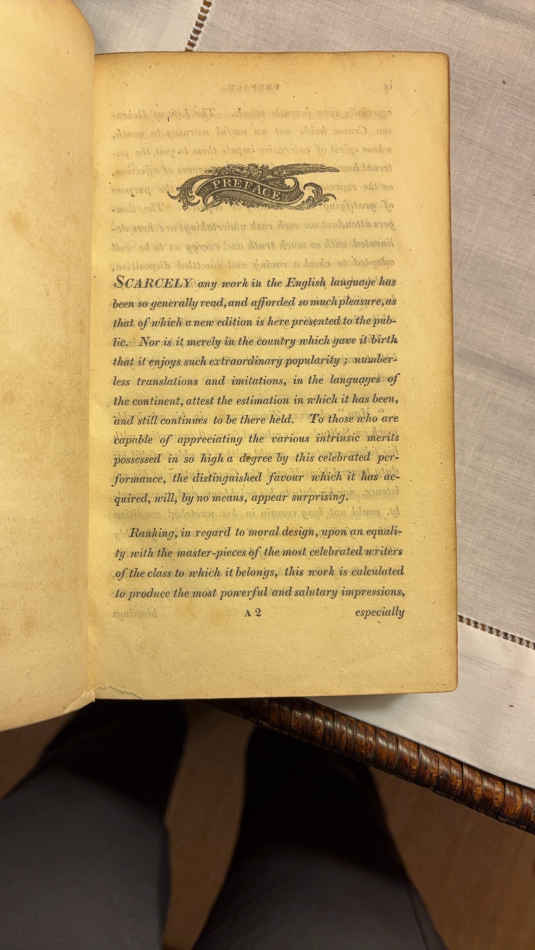 PREFACE
SCARCELY any work in the English language has
been so generally read, and afforded so much pleasure, as
that of which a new edition is here presented to the pub-
lic. Nor is it merely in the country which gave it birth
that it enjoys such extraordinary popularity; number-
less translations and imitations, in the languages of
the continent, attest the estimation in which it has been,
and still continues to be there held. To those who are
capable of appreciating the various intrinsic merits
possessed in so high a degree by this celebrated per-
formance, the distinguished favour which it has ac-
quired, will, by no means, appear surprising.
Ranking, in regard to moral design, upon an equali-
ty with the master-pieces of the most celebrated writers
of the class to which it belongs, this work is calculated
to produce the most powerful and salutary impressions,
A 2 especially